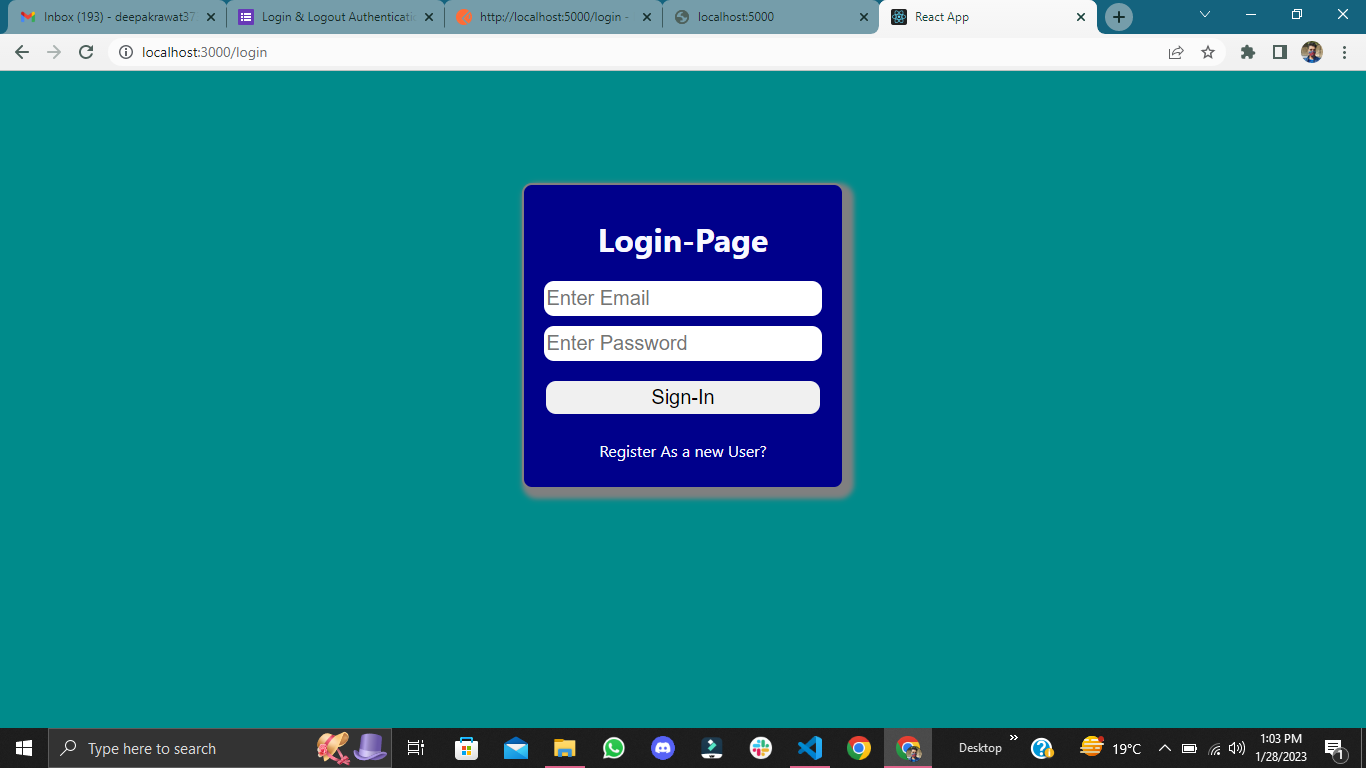 Inbox (193) - deepakrawat37
Login & Logout Authenticati
http://localhost:5000/login -
localhost:5000
React App
localhost:3000/login
Login-Page
Enter Email
Enter Password
Sign-In
Register As a new User?
Type here to search
Desktop
19°C
1:03 PM
1/28/2023
1